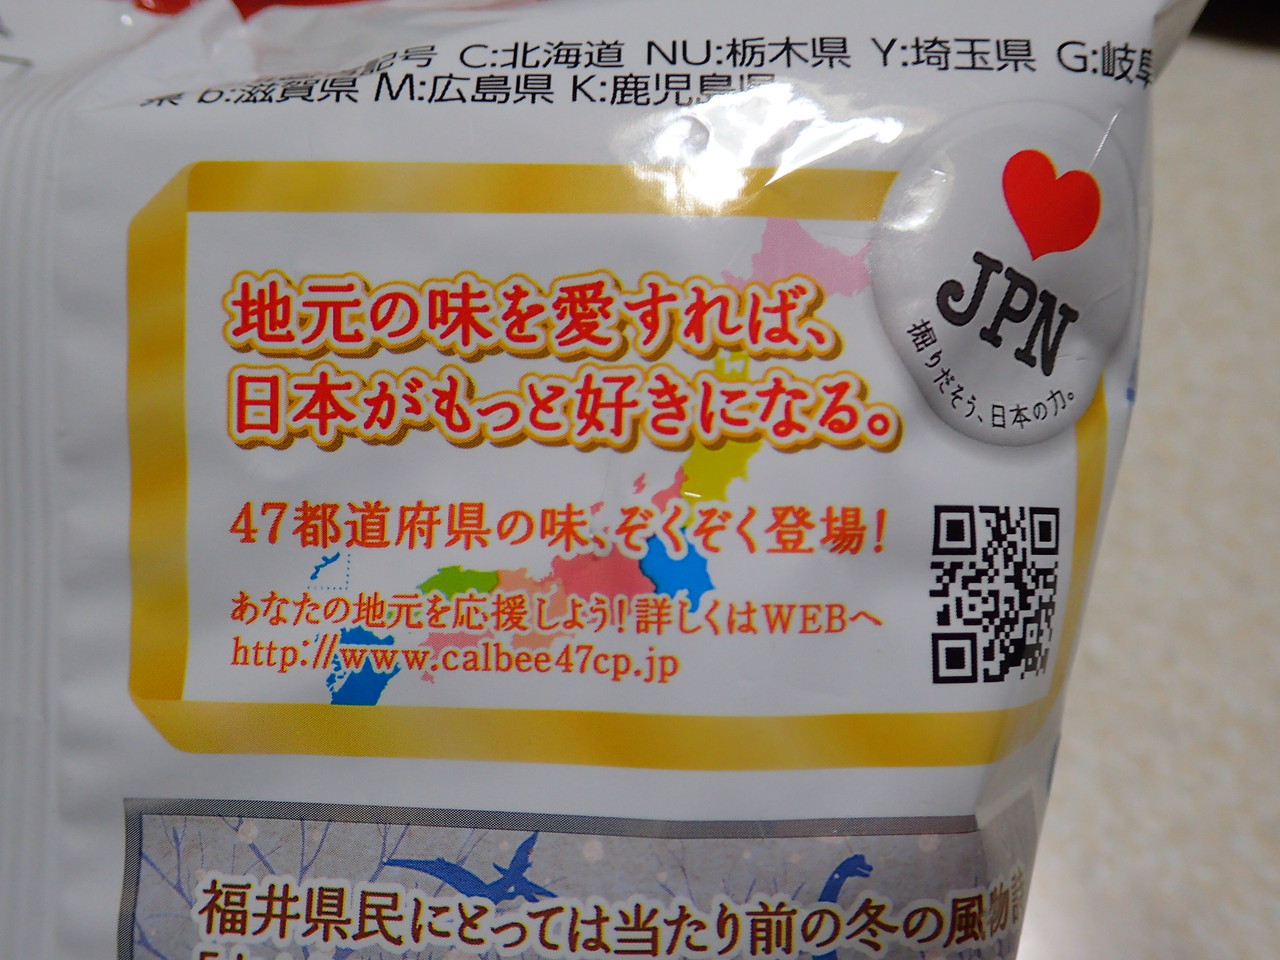 記号 C:北海道 NU:栃木県 Y:埼玉県 G:岐阜
b:滋賀県 M:広島県 K:鹿児島県
JPN
掘りだそう、日本の力。
地元の味を愛すれば、
日本がもっと好きになる。
47都道府県の味、ぞくぞく登場!
あなたの地元を応援しよう!詳しくはWEBへ
http://www.calbee47cp.jp
福井県民にとっては当たり前の冬の風物詩